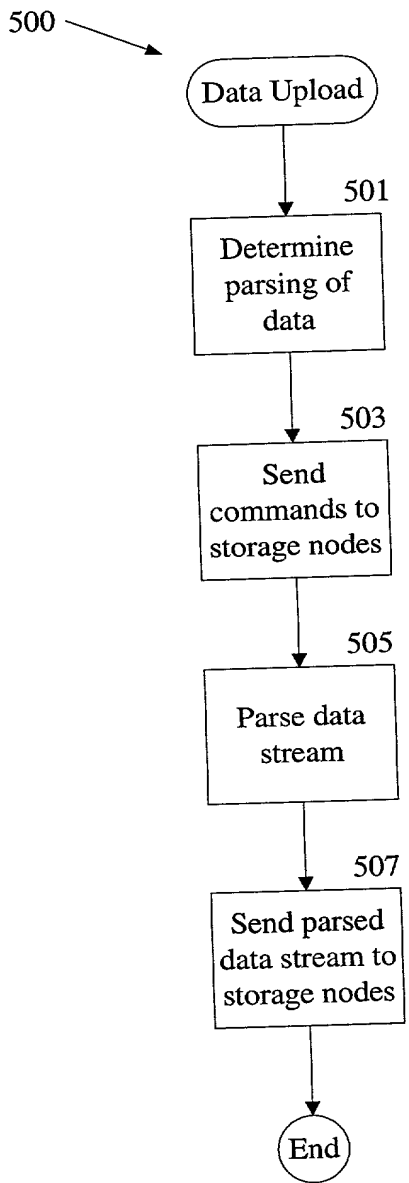 500
Data Upload
501
Determine
parsing of
data
503
Send
commands to
storage nodes
505
Parse data
stream
507
Send parsed
data stream to
storage nodes
End